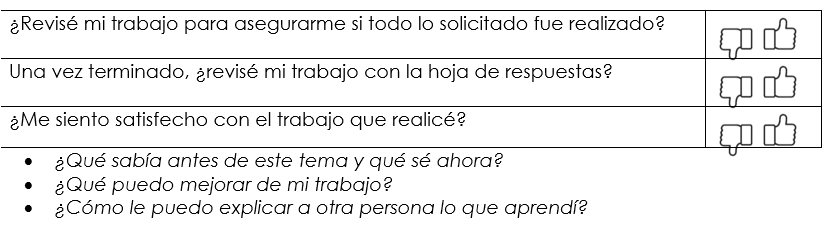 ¿Revisé mi trabajo para asegurarme si todo lo solicitado fue realizado?
Una vez terminado, ¿revisé mi trabajo con la hoja de respuestas?
¿Me siento satisfecho con el trabajo que realicé?
• ¿Qué sabía antes de este tema y qué sé ahora?
• ¿Qué puedo mejorar de mi trabajo?
• ¿Cómo le puedo explicar a otra persona lo que aprendí?